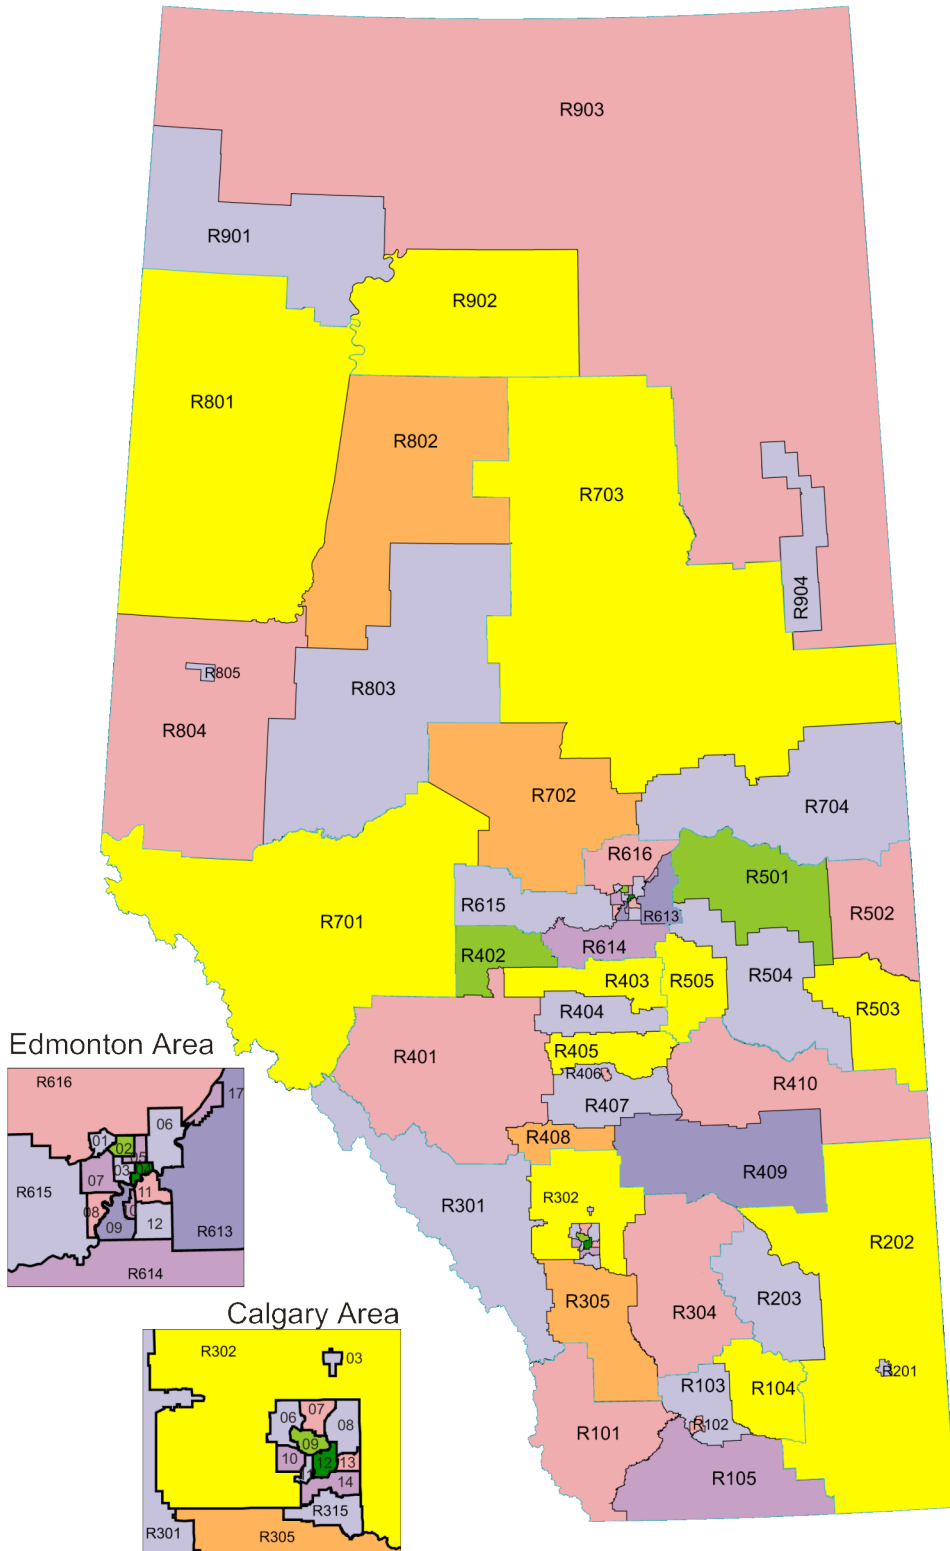 R903
R901
R902
R801
R802
R703
R904
R805
R803
R804
R702
R704
R616
R501
R615
R613
R502
R701
R402
R614
R504
R403
R505
R503
R404
R405
R401
R406
R407
R410
R408
R409
R301
R302
R202
R203
R305
R304
R201
R103
R104
R102
R101
R105
Edmonton Area
R616
17
06
01
02
05
03
07
R615
11
08
09
12
R613
R614
Calgary Area
R302
03
07
06
08
09
10
12
13
14
R315
R301
R305